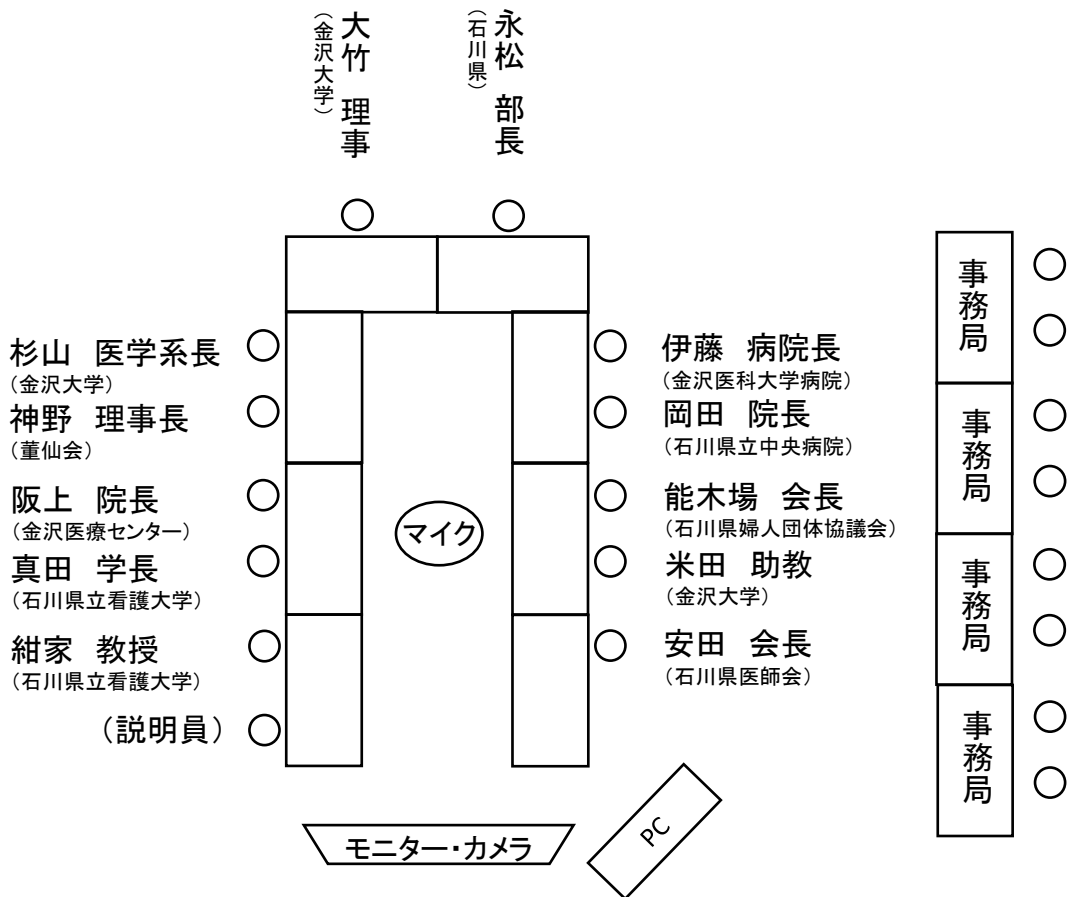 大竹 理事
（金沢大学）
永松 部長
（石川県）
杉山 医学系長
（金沢大学）
神野 理事長
（董仙会）
阪上 院長
（金沢医療センター）
真田 学長
（石川県立看護大学）
紺家 教授
（石川県立看護大学）
（説明員）
マイク
伊藤 病院長
（金沢医科大学病院）
岡田 院長
（石川県立中央病院）
能木場 会長
（石川県婦人団体協議会）
米田 助教
（金沢大学）
安田 会長
（石川県医師会）
事務局
事務局
事務局
事務局
モニター・カメラ
PC